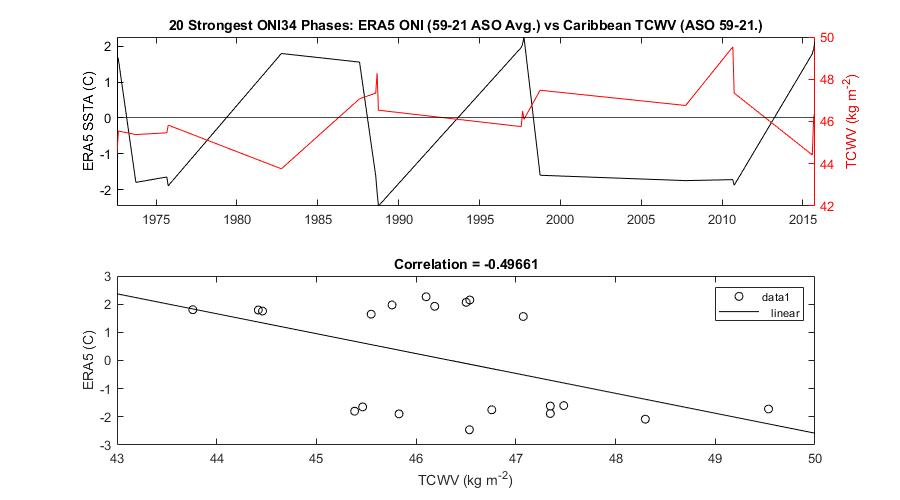 20 Strongest ONI34 Phases: ERA5 ONI (59-21 ASO Avg.) vs Caribbean TCWV (ASO 59-21.)
2
1
0
-1
-2
ERA5 SSTA (C)
50
48
46
44
42
TCWV (kg m-2)
1975 1980 1985 1990 1995 2000 2005 2010 2015
Correlation = -0.49661
3
2
1
0
-1
-2
-3
ERA5 (C)
data1
linear
43 44 45 46 47 48 49 50
TCWV (kg m-2)